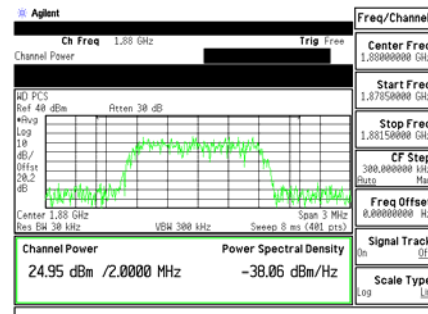 Agilent
Freq/Channel
Ch Freq 1.88 GHz Trig Free
Channel Power
Center Freq
1.88000000 GHz
Start Freq
1.87850000 GHz
Stop Freq
1.88150000 GHz
CF Step
300.000000 kHz
Auto Man
Freq Offset
0.00000000 Hz
Signal Track
On Off
Scale Type
Log Lin
WD PCS
Ref 40 dBm Atten 30 dB
*Avg
Log
10
dB/
Offst
20.2
dB
Center 1.88 GHz Span 3 MHz
Res BW 30 kHz VBW 300 kHz Sweep 8 ms (401 pts)
Channel Power Power Spectral Density
24.95 dBm /2.0000 MHz -38.06 dBm/Hz